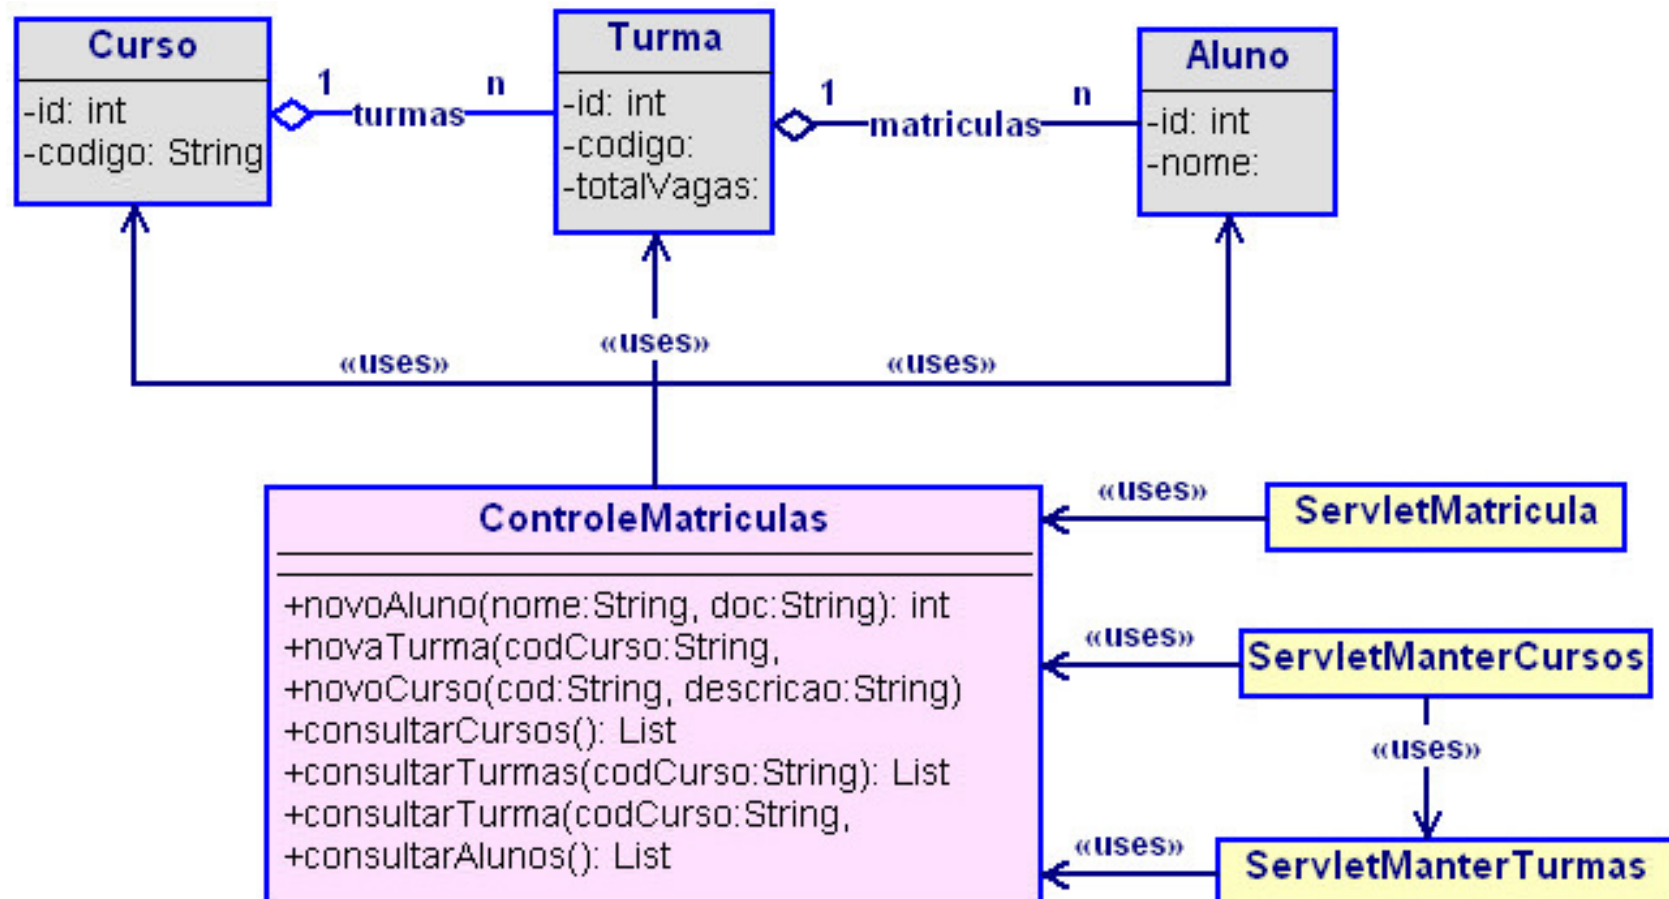 Curso
-id: int
-codigo: String
1
turmas
n
Turma
-id: int
-codigo:
-totalVagas:
1
matriculas
n
Aluno
-id: int
-nome:
«uses»
«uses»
«uses»
ControleMatriculas
+novoAluno(nome:String, doc:String): int
+novaTurma(codCurso:String,
+novoCurso(cod:String, descricao:String)
+consultarCursos(): List
+consultarTurmas(codCurso:String): List
+consultarTurma(codCurso:String,
+consultarAlunos(): List
«uses»
ServletMatricula
«uses»
ServletManterCursos
«uses»
«uses»
ServletManterTurmas